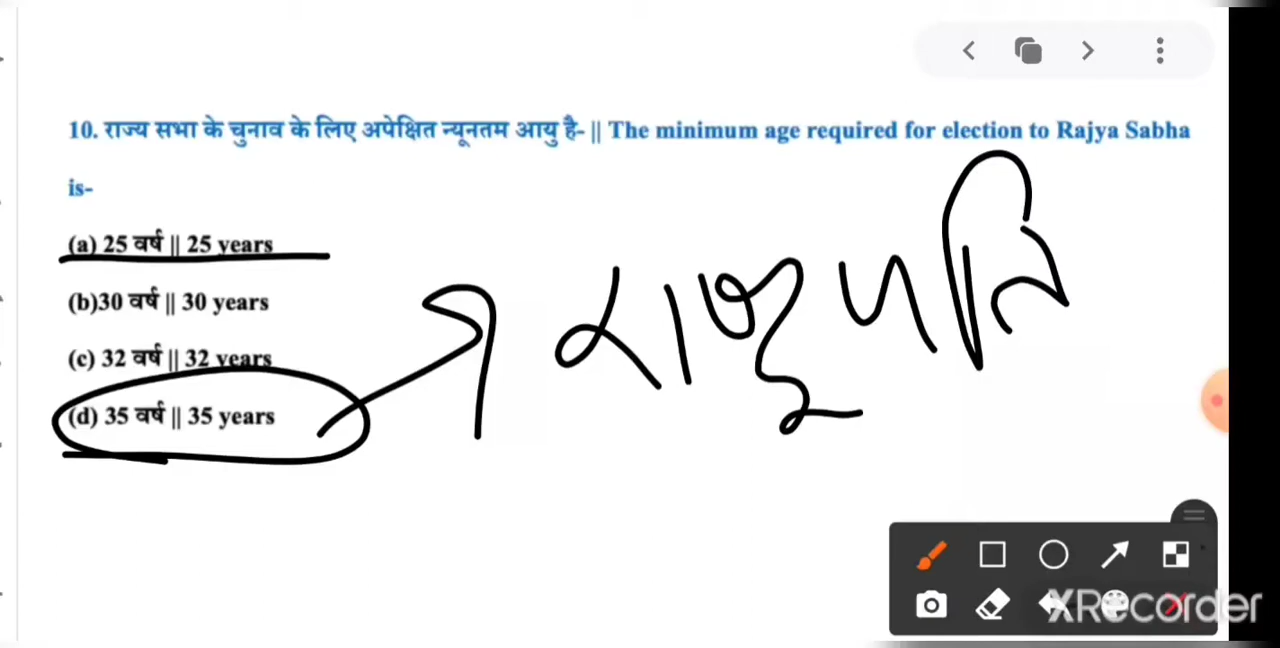 10. राज्य सभा के चुनाव के लिए अपेक्षित न्यूनतम आयु है- || The minimum age required for election to Rajya Sabha
is-
(a) 25 वर्ष || 25 years
(b)30 वर्ष || 30 years
(c) 32 वर्ष || 32 years
(d) 35 वर्ष || 35 years
राष्ट्रपति
XRecorder